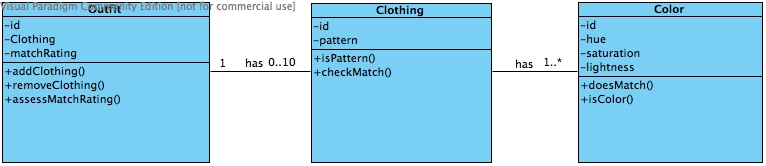 Visual Paradigm Community Edition [not for commercial use]
Outfit
-id
-Clothing
-matchRating
+addClothing()
+removeClothing()
+assessMatchRating()
1 has 0..10
Clothing
-id
-pattern
+isPattern()
+checkMatch()
has 1..*
Color
-id
-hue
-saturation
-lightness
+doesMatch()
+isColor()